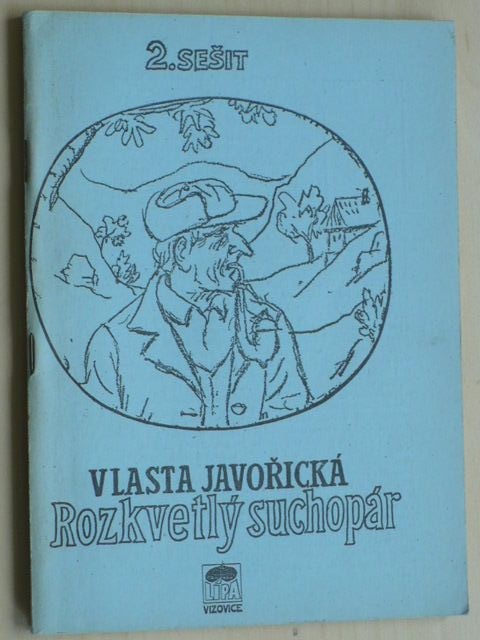 2. SEŠIT
VLASTA JAVOŘICKÁ
Rozkvetlý suchopár
LÍPA
VIZOVICE